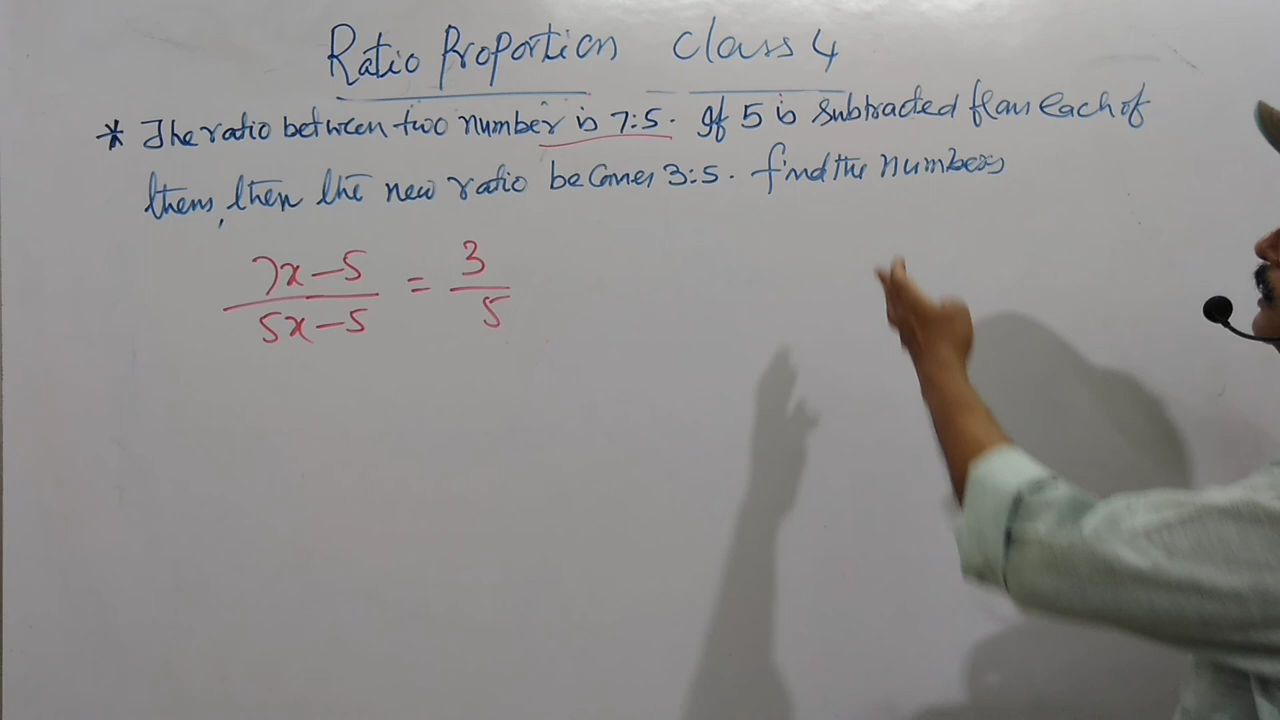 Ratio Proportion Class 4
* The ratio between two number is 7:5. If 5 is subtracted from each of
them, then the new ratio becomes 3:5. find the numbers
7x-5 = 3
5x-5 5